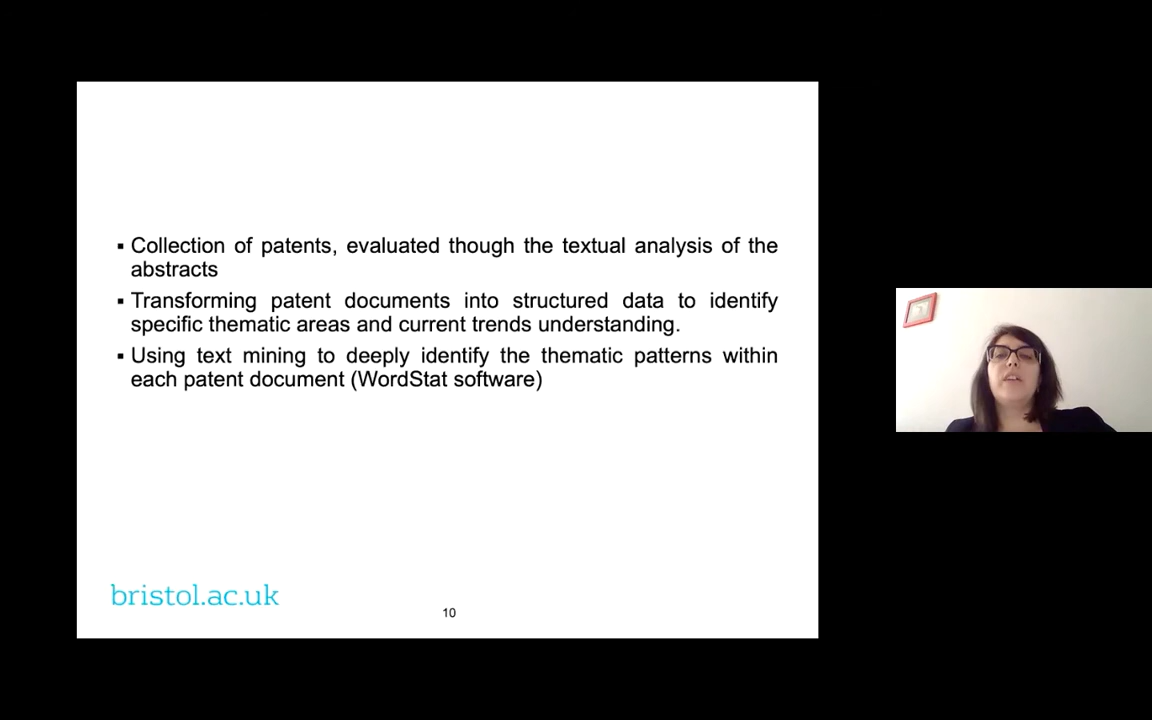 ▪ Collection of patents, evaluated though the textual analysis of the
abstracts
▪ Transforming patent documents into structured data to identify
specific thematic areas and current trends understanding.
▪ Using text mining to deeply identify the thematic patterns within
each patent document (WordStat software)
bristol.ac.uk
10